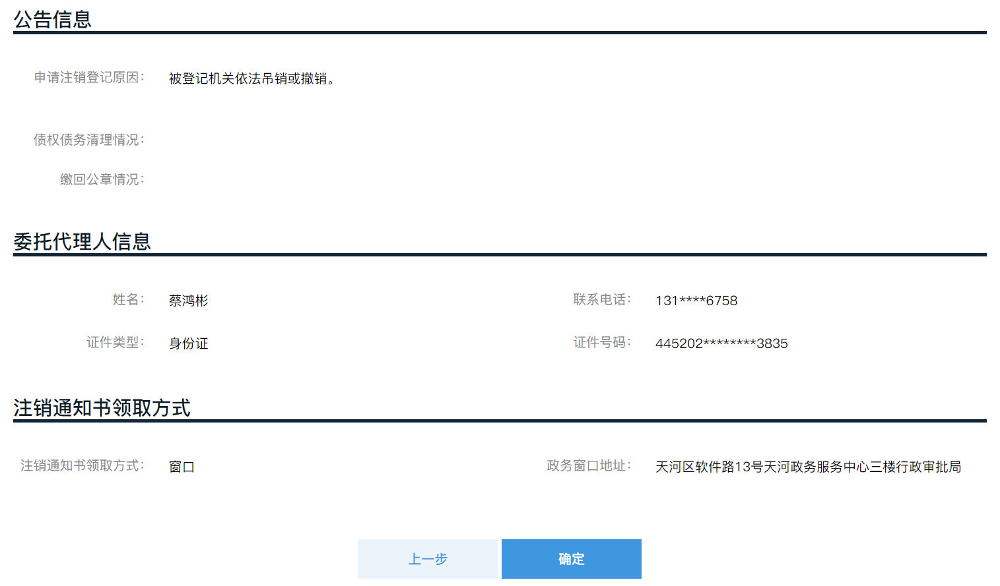 公告信息
申请注销登记原因： 被登记机关依法吊销或撤销。
债权债务清理情况：
缴回公章情况：
委托代理人信息
姓名： 蔡鸿彬 联系电话： 131****6758
证件类型： 身份证 证件号码： 445202********3835
注销通知书领取方式
注销通知书领取方式： 窗口 政务窗口地址： 天河区软件路13号天河政务服务中心三楼行政审批局
上一步 确定